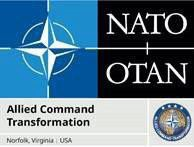 NATO
OTAN
Allied Command
Transformation
Norfolk, Virginia | USA